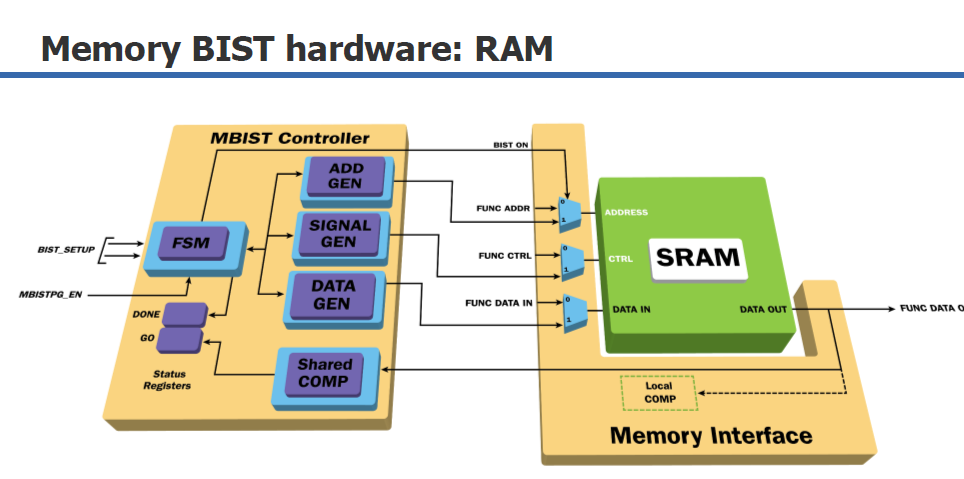 Memory BIST hardware: RAM
MBIST Controller
BIST ON
ADD
GEN
FUNC ADDR
0
1
ADDRESS
SIGNAL
GEN
FSM
BIST_SETUP
FUNC CTRL
0
1
CTRL
SRAM
MBISTPG_EN
DATA
GEN
FUNC DATA IN
0
1
DATA IN
DATA OUT
FUNC DATA O
DONE
GO
Status
Registers
Shared
COMP
Local
COMP
Memory Interface